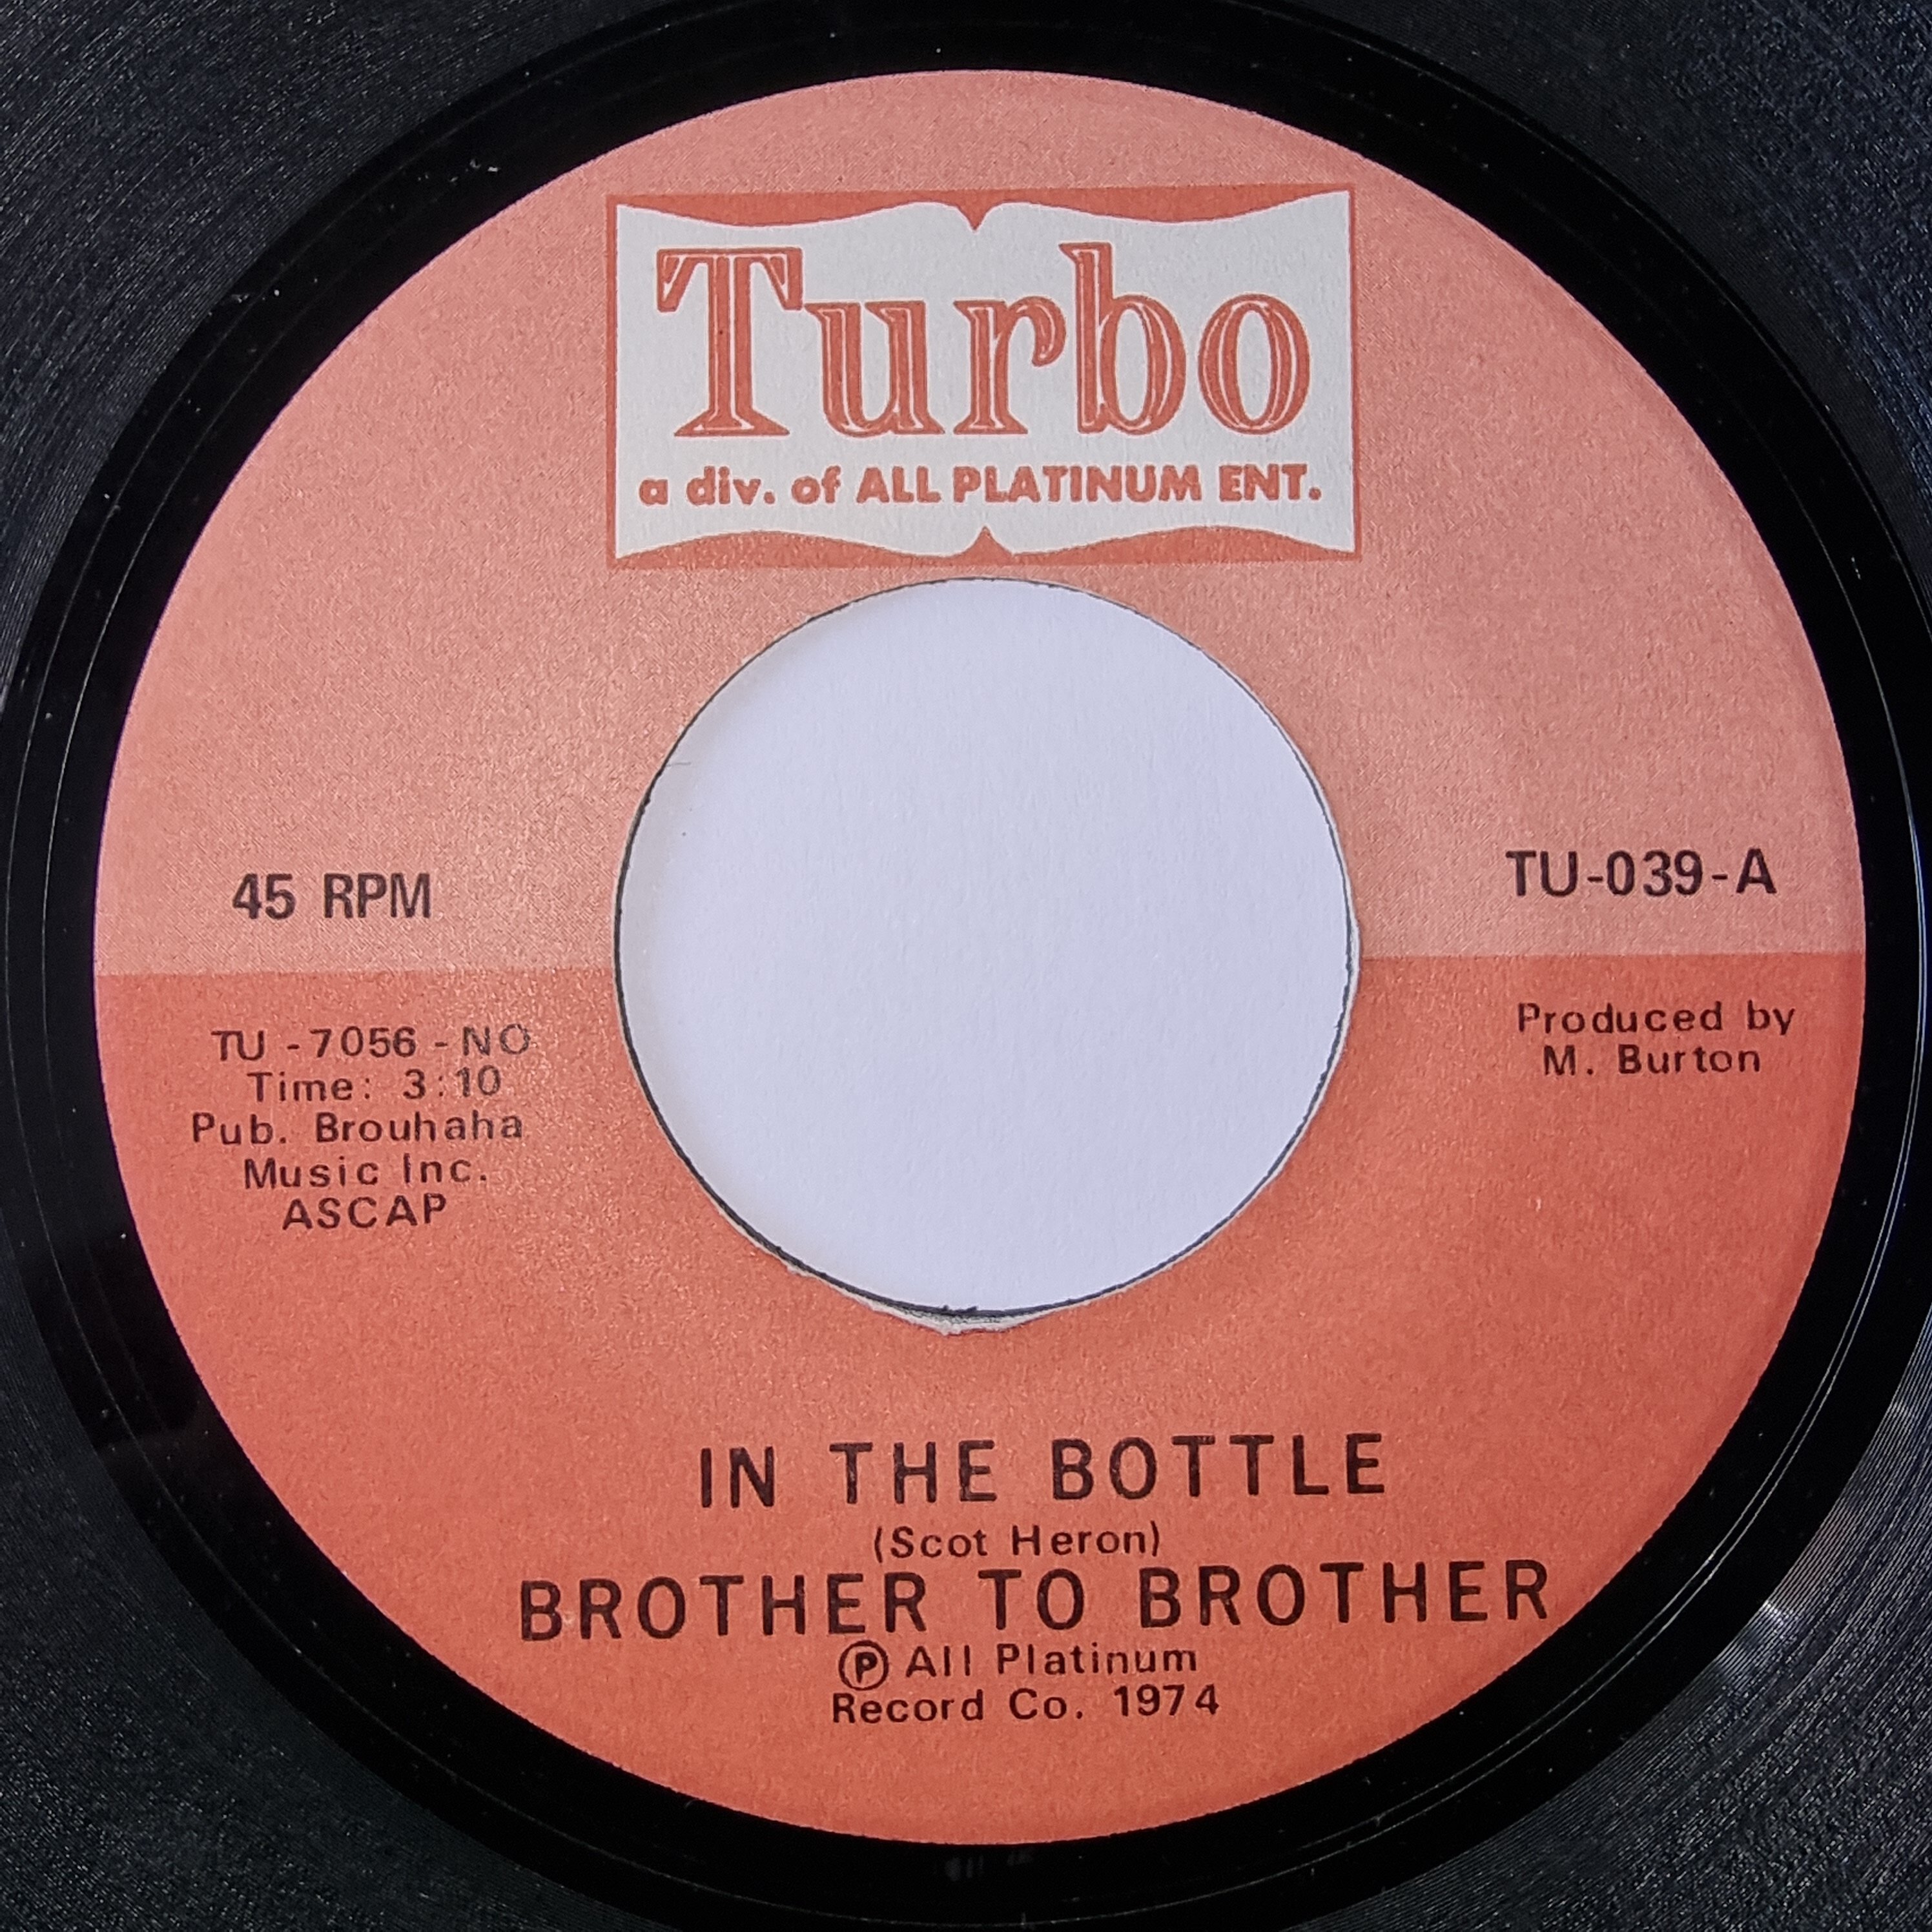 Turbo
a div. of ALL PLATINUM ENT.
45 RPM
TU-039-A
TU-7056-NO
Time: 3:10
Pub. Brouhaha
Music Inc.
ASCAP
Produced by
M. Burton
IN THE BOTTLE
(Scot Heron)
BROTHER TO BROTHER
Ⓟ All Platinum
Record Co. 1974